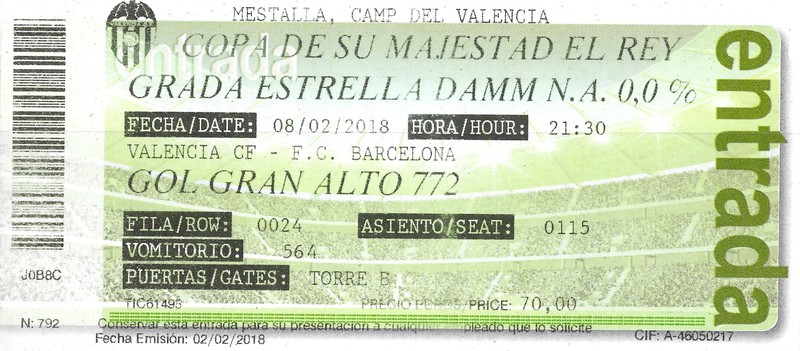 MESTALLA, CAMP DEL VALENCIA
entrada
COPA DE SU MAJESTAD EL REY
GRADA ESTRELLA DAMM N.A. 0,0 %
FECHA/DATE: 08/02/2018 HORA/HOUR: 21:30
VALENCIA CF - F.C. BARCELONA
GOL GRAN ALTO 772
FILA/ROW: 0024 ASIENTO/SEAT: 0115
VOMITORIO: 564
PUERTAS/GATES: TORRE B
TIC61495 PRECIO /PRICE: 70,00
Conservar esta entrada para su presentación a cualquier empleado que lo solicite
Fecha Emisión: 02/02/2018
CIF: A-46050217
J0B8C
N: 792
entrada